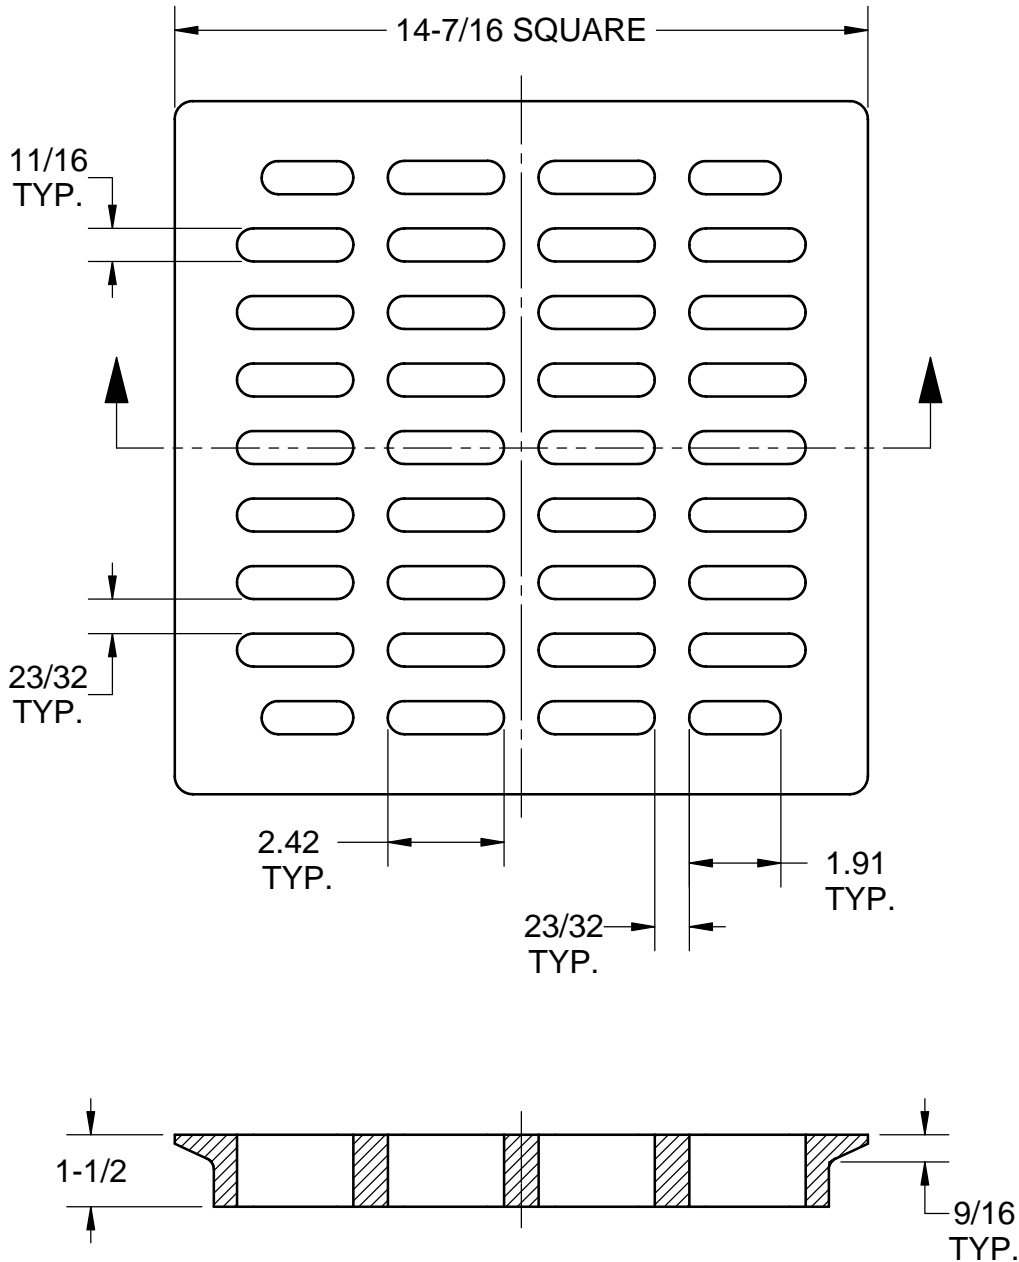 14-7/16 SQUARE
11/16
TYP.
23/32
TYP.
2.42
TYP.
1.91
TYP.
23/32
TYP.
1-1/2
9/16
TYP.